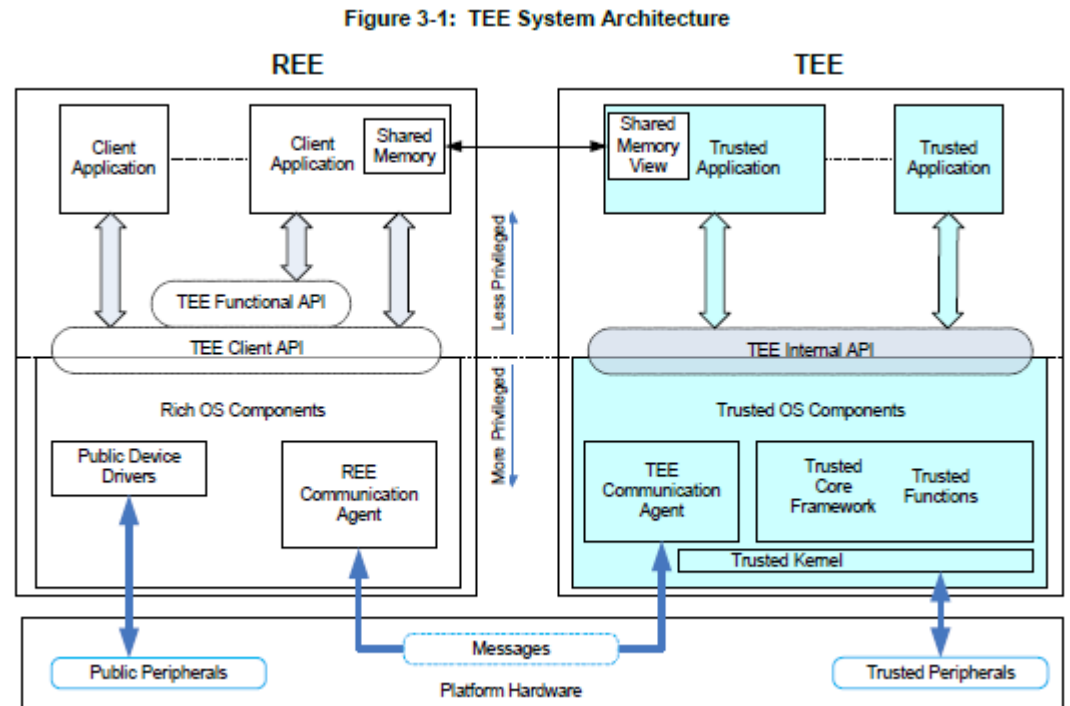 Figure 3-1: TEE System Architecture
REE
TEE
Client
Application
Client
Application
Shared
Memory
Shared
Memory
View
Trusted
Application
Trusted
Application
TEE Functional API
TEE Client API
Less Privileged
More Privileged
TEE Internal API
Rich OS Components
Public Device
Drivers
REE
Communication
Agent
Trusted OS Components
TEE
Communication
Agent
Trusted
Core
Framework
Trusted
Functions
Trusted Kernel
Messages
Public Peripherals
Trusted Peripherals
Platform Hardware